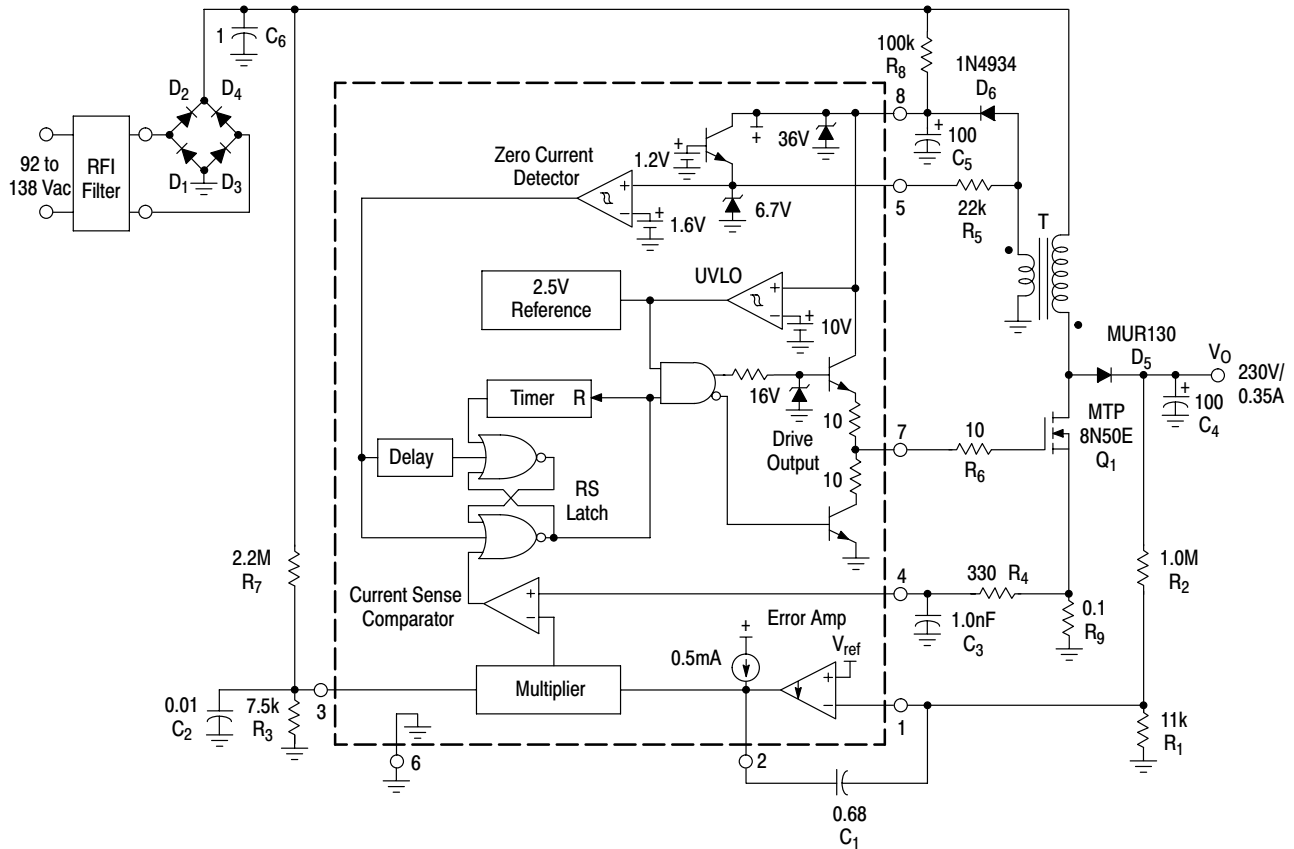 1
C6
100k
R8
1N4934
D6
D2
D4
8
100
C5
36V
1.2V
92 to
138 Vac
RFI
Filter
D1
D3
Zero Current
Detector
+
−
6.7V
1.6V
5
22k
R5
T
2.5V
Reference
UVLO
+
−
10V
MUR130
D5
VO
230V/
0.35A
100
C4
16V
Timer
R
10
Drive
Output
7
10
R6
MTP
8N50E
Q1
Delay
10
RS
Latch
2.2M
R7
1.0M
R2
4
330
R4
Current Sense
Comparator
+
−
Error Amp
1.0nF
C3
0.1
R9
0.5mA
Vref
+
−
Multiplier
0.01
C2
7.5k
R3
3
1
11k
R1
6
2
0.68
C1